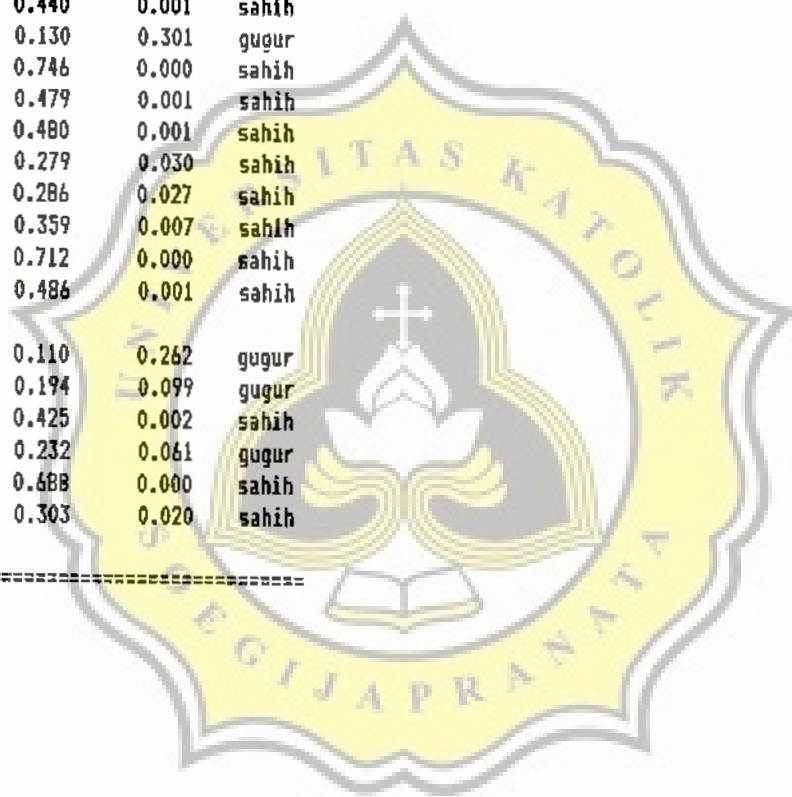 0.440 0.001 sahih
0.130 0.301 gugur
0.746 0.000 sahih
0.479 0.001 sahih
0.480 0.001 sahih
0.279 0.030 sahih
0.286 0.027 sahih
0.359 0.007 sahih
0.712 0.000 sahih
0.486 0.001 sahih
0.110 0.262 gugur
0.194 0.099 gugur
0.425 0.002 sahih
0.232 0.061 gugur
0.688 0.000 sahih
0.303 0.020 sahih
UNIVERSITAS KATOLIK
SOEGIJAPRANATA